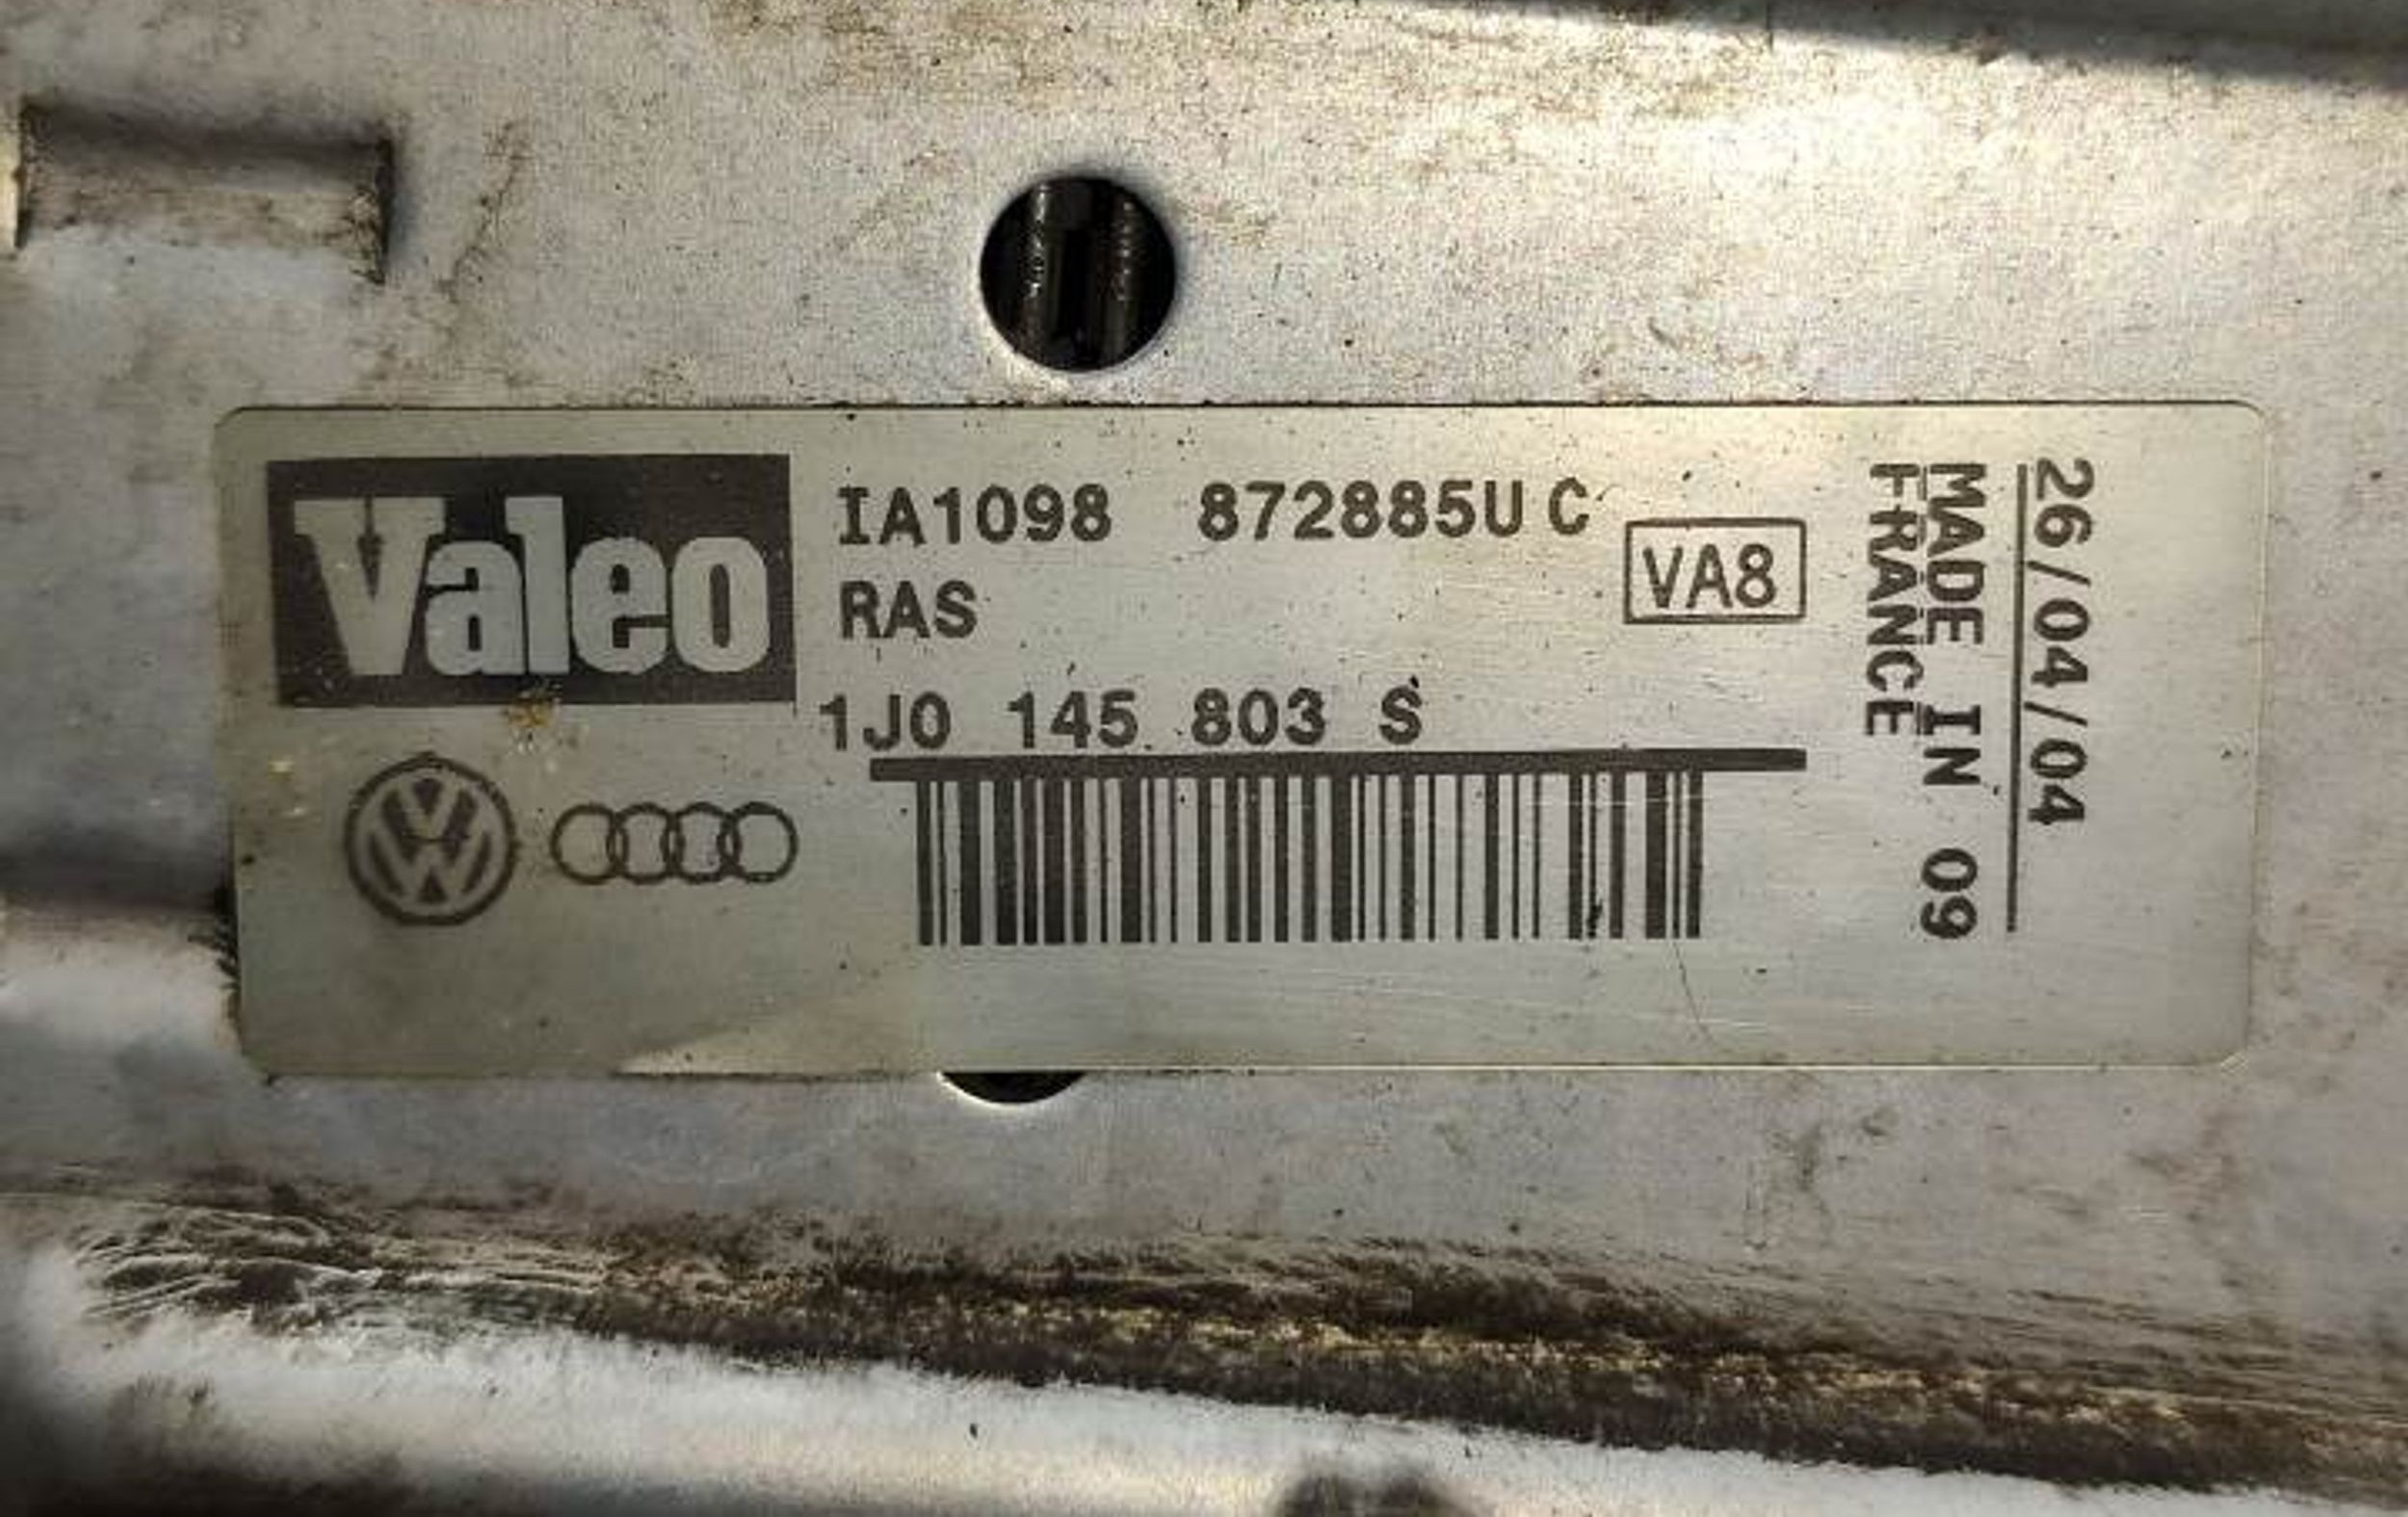 Valeo
IA1098 872885U C
RAS
VA8
1J0 145 803 S
26/04/04
MADE IN 09
FRANCE